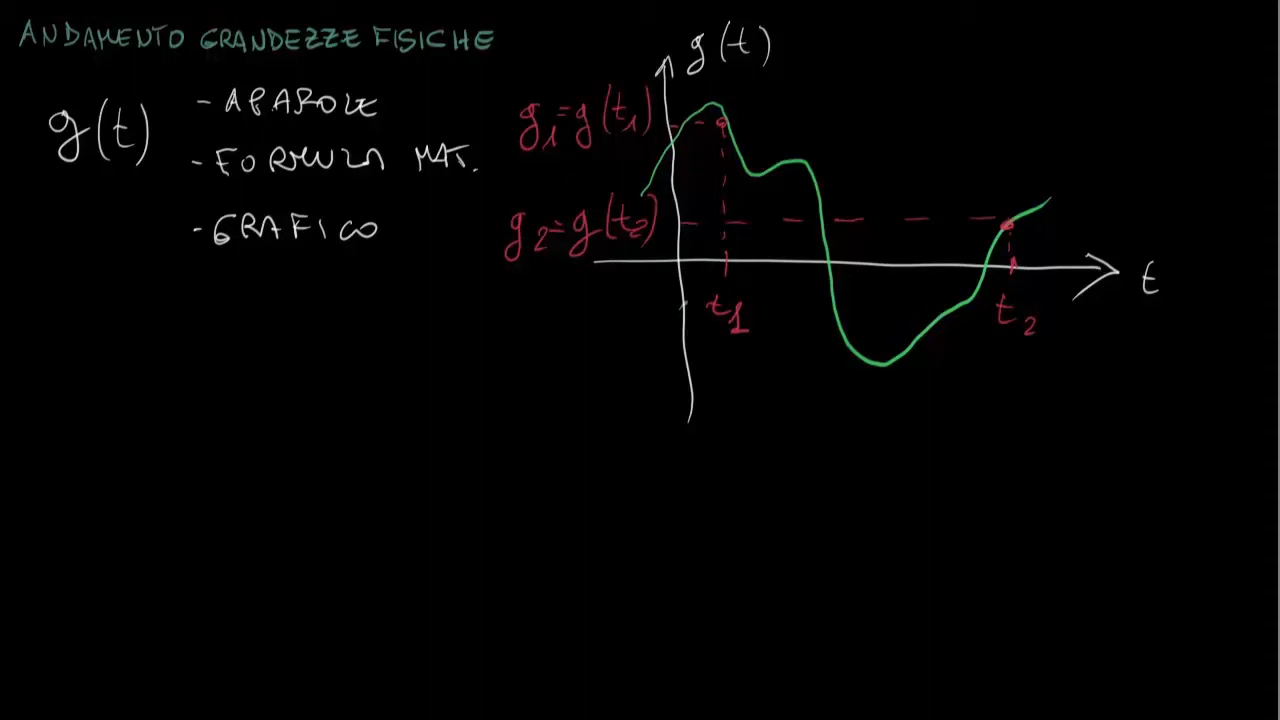 ANDAMENTO GRANDEZZE FISICHE
g(t)
- A PAROLE
- FORMULA MAT.
- GRAFICO
g(t)
g1=g(t1)
g2=g(t2)
t1
t2
t